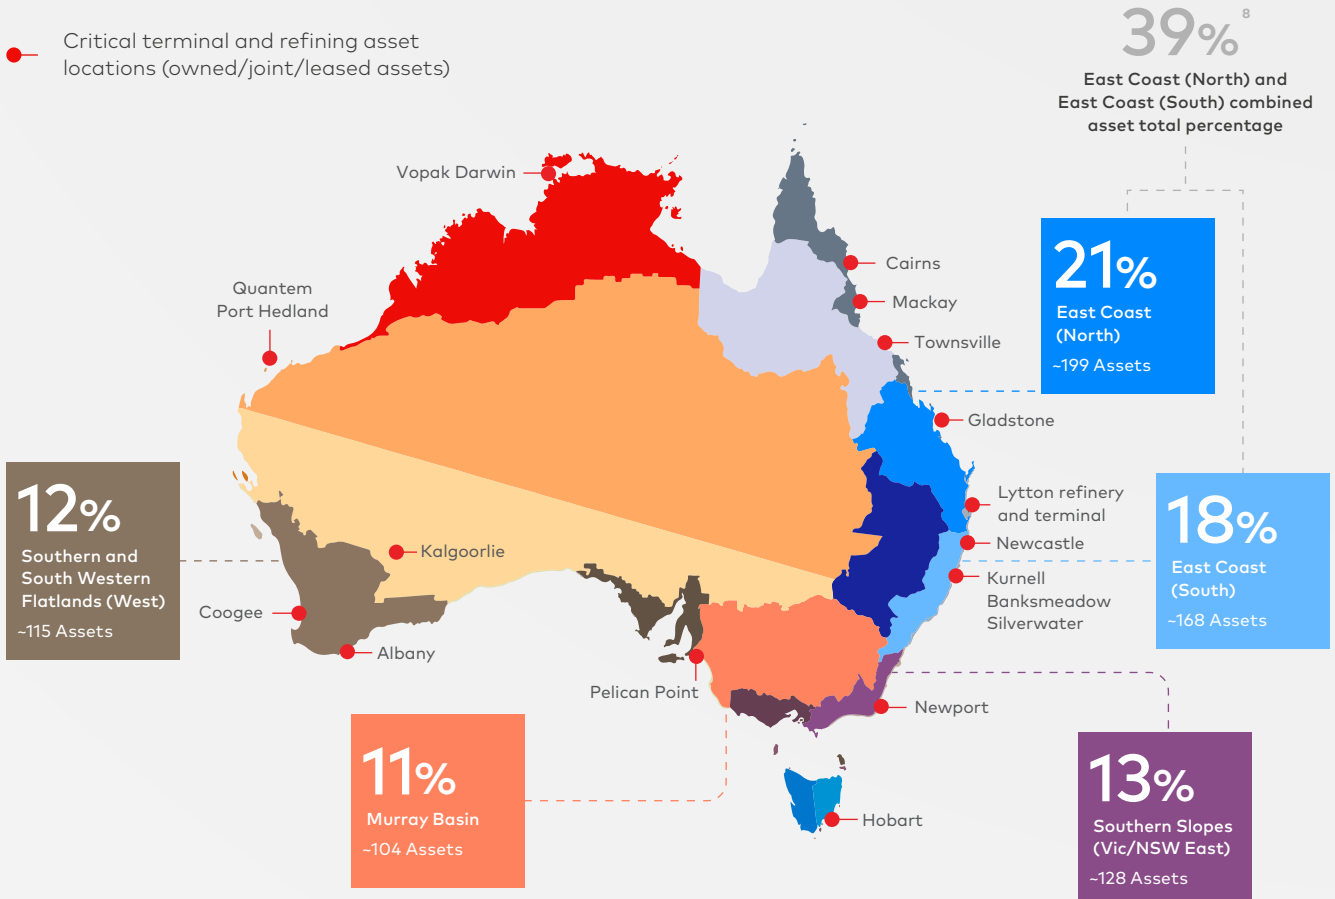 Critical terminal and refining asset
locations (owned/joint/leased assets)
39% 8
East Coast (North) and
East Coast (South) combined
asset total percentage
Vopak Darwin
Quantem
Port Hedland
Cairns
Mackay
Townsville
21%
East Coast
(North)
~199 Assets
Gladstone
Lytton refinery
and terminal
Newcastle
Kurnell
Banksmeadow
Silverwater
18%
East Coast
(South)
~168 Assets
12%
Southern and
South Western
Flatlands (West)
~115 Assets
Kalgoorlie
Coogee
Albany
Pelican Point
Newport
11%
Murray Basin
~104 Assets
Hobart
13%
Southern Slopes
(Vic/NSW East)
~128 Assets